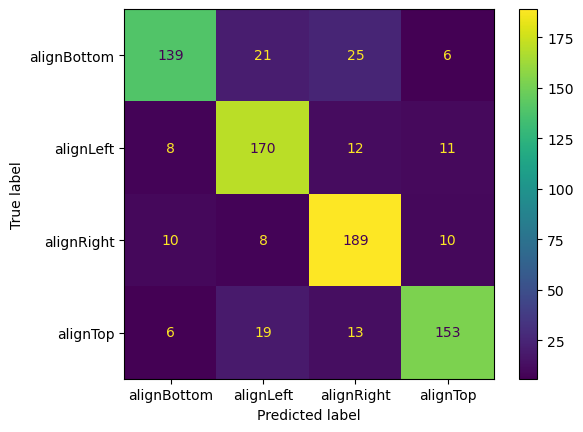 alignBottom 139 21 25 6
alignLeft 8 170 12 11
alignRight 10 8 189 10
alignTop 6 19 13 153
alignBottom alignLeft alignRight alignTop
Predicted label
True label
175
150
125
100
75
50
25